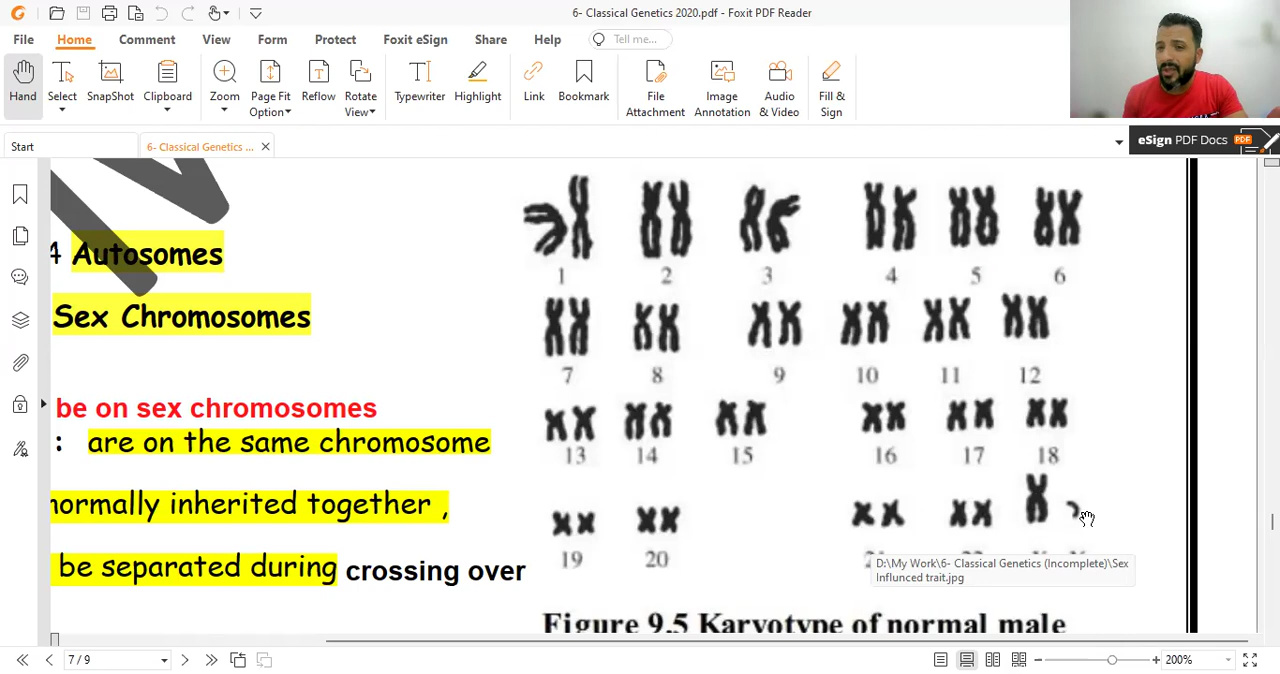 6- Classical Genetics 2020.pdf - Foxit PDF Reader
File Home Comment View Form Protect Foxit eSign Share Help Tell me...
Hand Select SnapShot Clipboard Zoom Page Fit Option Reflow Rotate View Typewriter Highlight Link Bookmark File Attachment Image Annotation Audio & Video Fill & Sign
Start 6- Classical Genetics ... eSign PDF Docs PDF
4 Autosomes
1 2 3 4 5 6
Sex Chromosomes
7 8 9 10 11 12
be on sex chromosomes
: are on the same chromosome
13 14 15 16 17 18
normally inherited together ,
19 20
be separated during crossing over
D:\My Work\6- Classical Genetics (Incomplete)\Sex
Influnced trait.jpg
Figure 9.5 Karyotype of normal male
7 / 9 200%